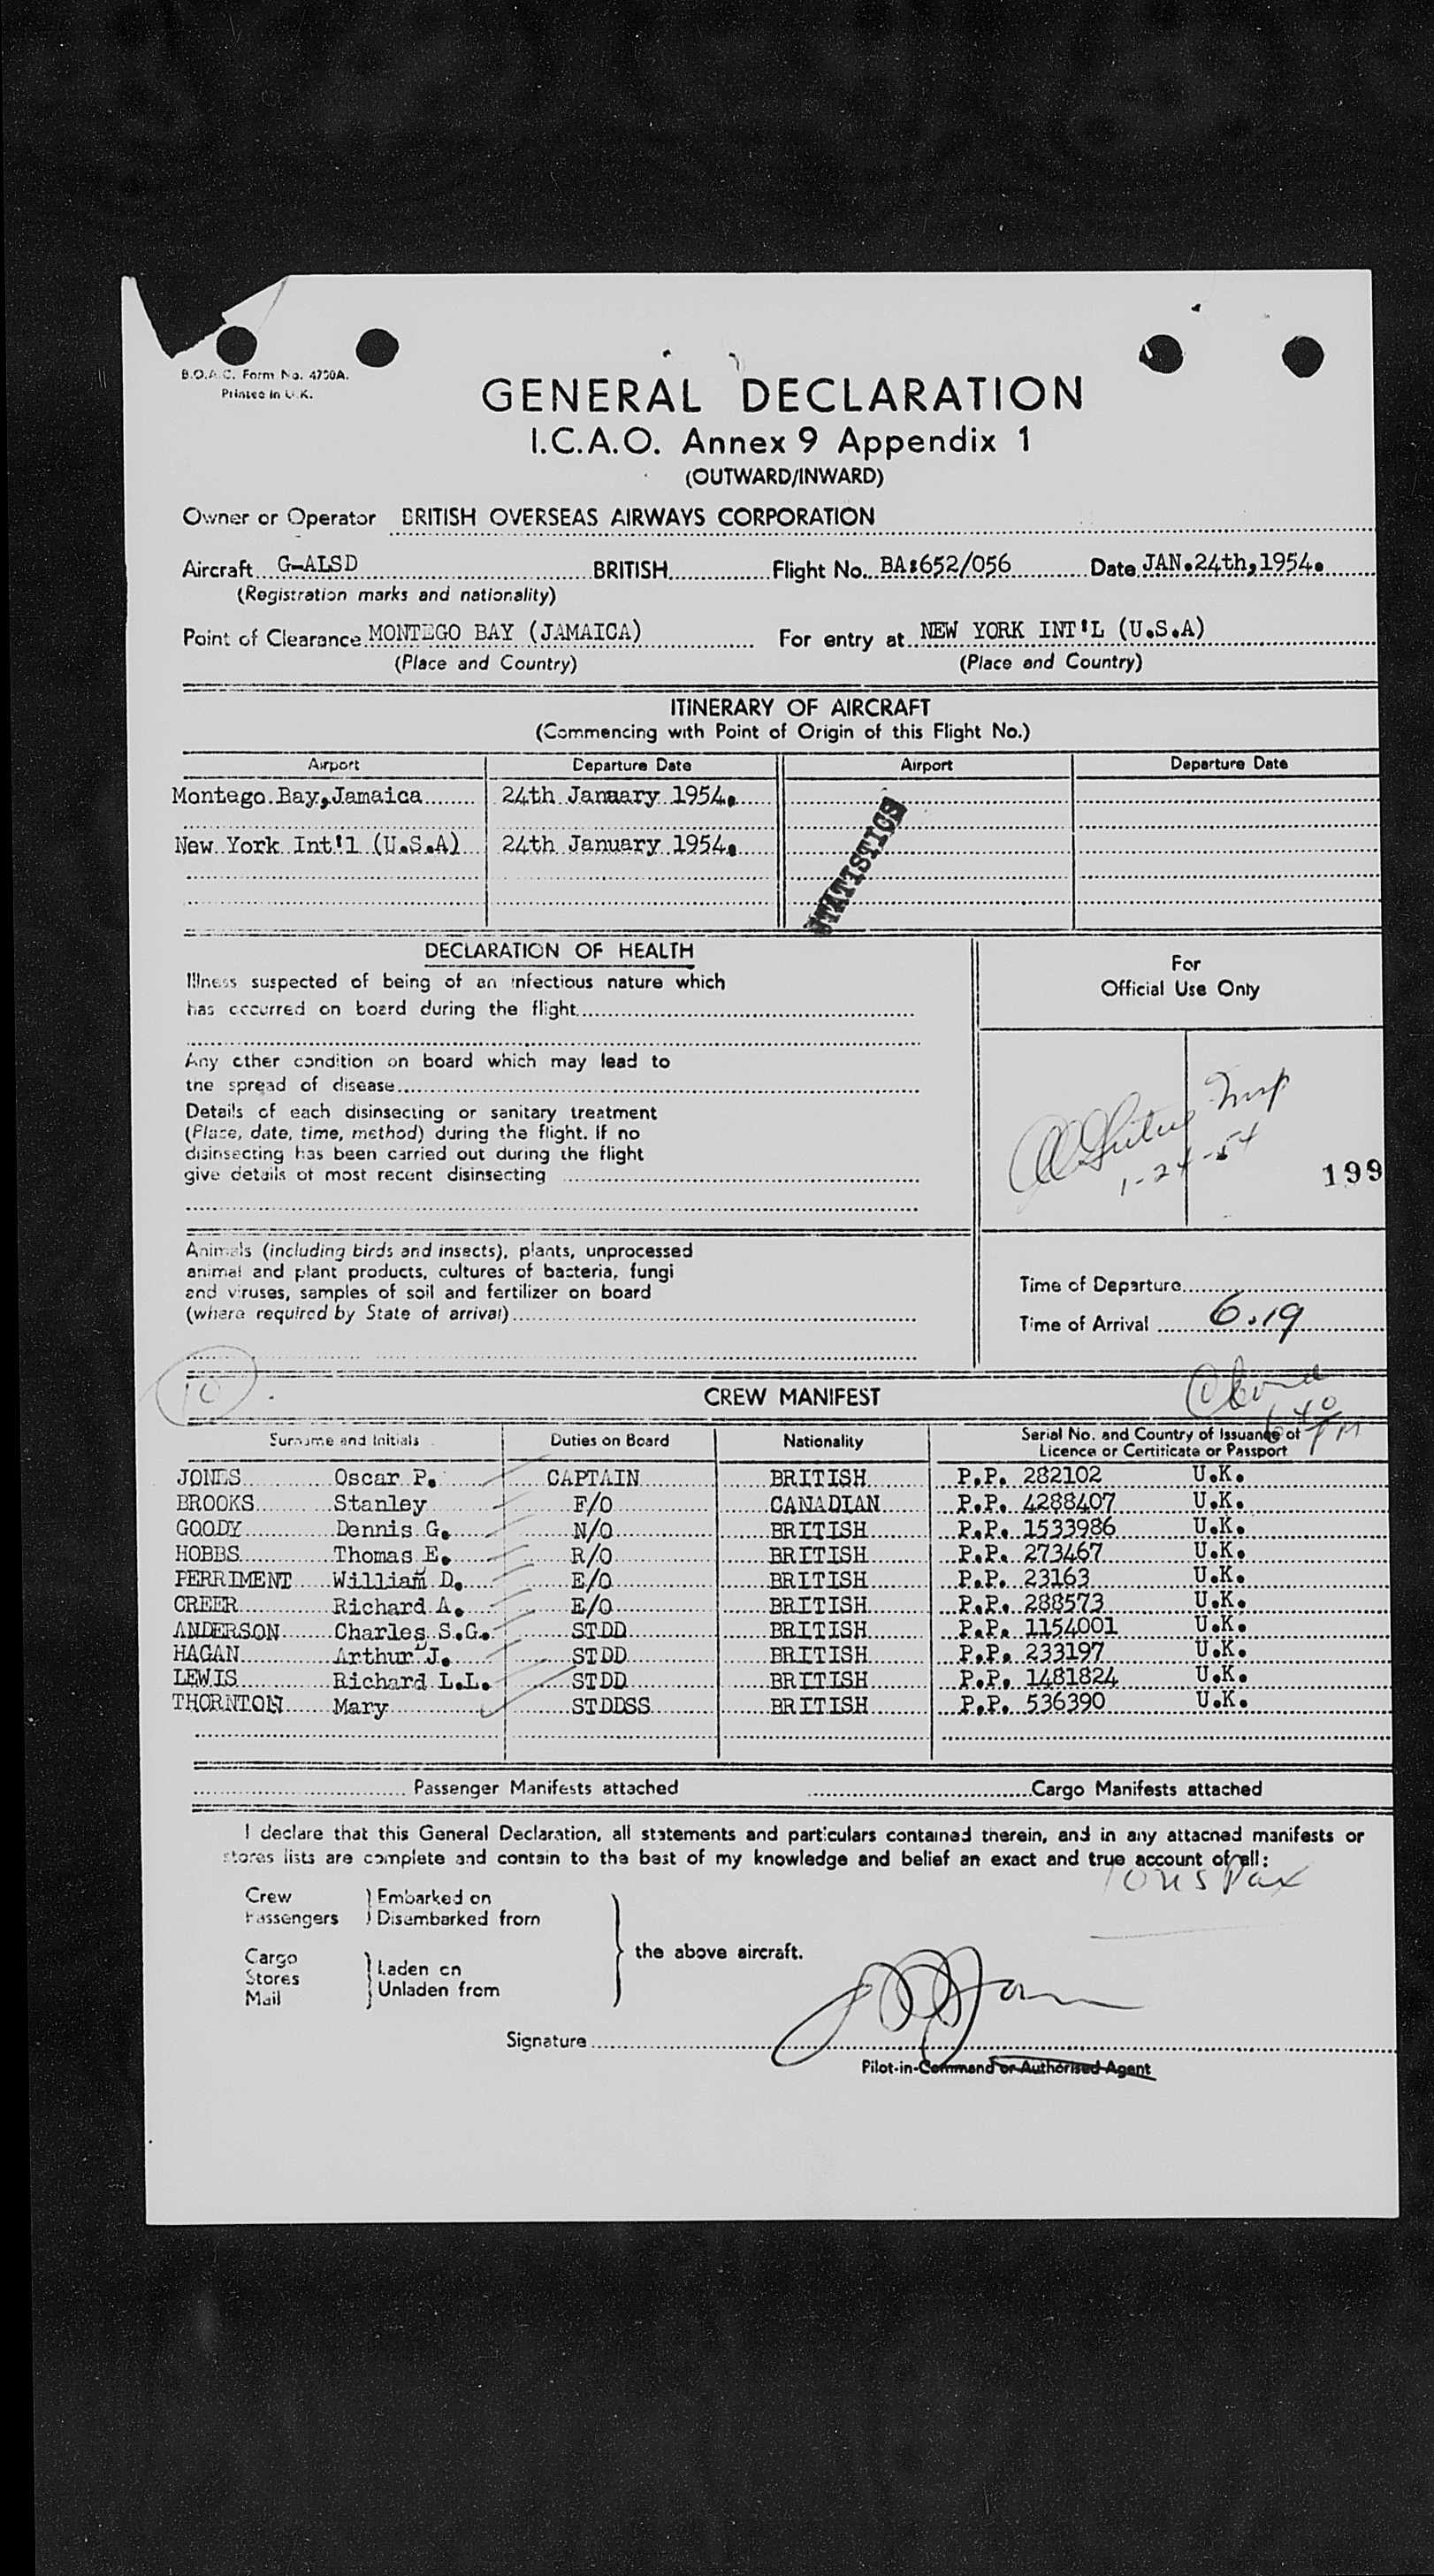 B.O.A.C. Form No. 4750A.
Printed in U.K.
GENERAL DECLARATION
I.C.A.O. Annex 9 Appendix 1
(OUTWARD/INWARD)
Owner or Operator BRITISH OVERSEAS AIRWAYS CORPORATION
Aircraft G-ALSD BRITISH Flight No. BA:652/056 Date JAN.24th,1954.
(Registration marks and nationality)
Point of Clearance MONTEGO BAY (JAMAICA) For entry at NEW YORK INT'L (U.S.A)
(Place and Country) (Place and Country)
ITINERARY OF AIRCRAFT
(Commencing with Point of Origin of this Flight No.)
Airport Departure Date Airport Departure Date
Montego Bay, Jamaica 24th January 1954.
New York Int'l (U.S.A) 24th January 1954.
STATISTICS
DECLARATION OF HEALTH
Illness suspected of being of an infectious nature which
has occurred on board during the flight
Any other condition on board which may lead to
the spread of disease
Details of each disinsecting or sanitary treatment
(Place, date, time, method) during the flight. If no
disinsecting has been carried out during the flight
give details of most recent disinsecting
For
Official Use Only
Insp
1-24-54
199
Animals (including birds and insects), plants, unprocessed
animal and plant products, cultures of bacteria, fungi
and viruses, samples of soil and fertilizer on board
(where required by State of arrival)
Time of Departure
Time of Arrival 6.19
10
CREW MANIFEST
640
PM
Surname and Initials Duties on Board Nationality Serial No. and Country of Issuance of
Licence or Certificate or Passport
JONES Oscar P. CAPTAIN BRITISH P.P. 282102 U.K.
BROOKS Stanley F/O CANADIAN P.P. 4288407 U.K.
GOODY Dennis G. N/O BRITISH P.P. 1533986 U.K.
HOBBS Thomas E. R/O BRITISH P.P. 273467 U.K.
PERRIMENT William D. E/O BRITISH P.P. 23163 U.K.
CREER Richard A. E/O BRITISH P.P. 288573 U.K.
ANDERSON Charles S.G. STDD BRITISH P.P. 1154001 U.K.
HAGAN Arthur J. STDD BRITISH P.P. 233197 U.K.
LEWIS Richard L.L. STDD BRITISH P.P. 1481824 U.K.
THORNTON Mary STDDSS BRITISH P.P. 536390 U.K.
Passenger Manifests attached Cargo Manifests attached
I declare that this General Declaration, all statements and particulars contained therein, and in any attached manifests or
stores lists are complete and contain to the best of my knowledge and belief an exact and true account of all:
Pax
Crew Embarked on
Passengers Disembarked from
the above aircraft.
Cargo
Stores Laden on
Mail Unladen from
Signature
Pilot-in-Command or Authorised Agent